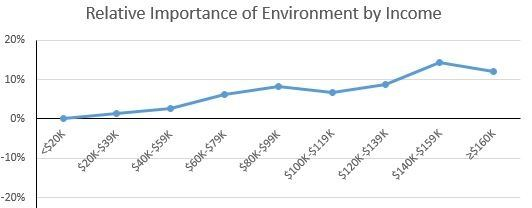 Relative Importance of Environment by Income
20%
10%
0%
-10%
-20%
<$20K
$20K-$39K
$40K-$59K
$60K-$79K
$80K-$99K
$100K-$119K
$120K-$139K
$140K-$159K
≥$160K